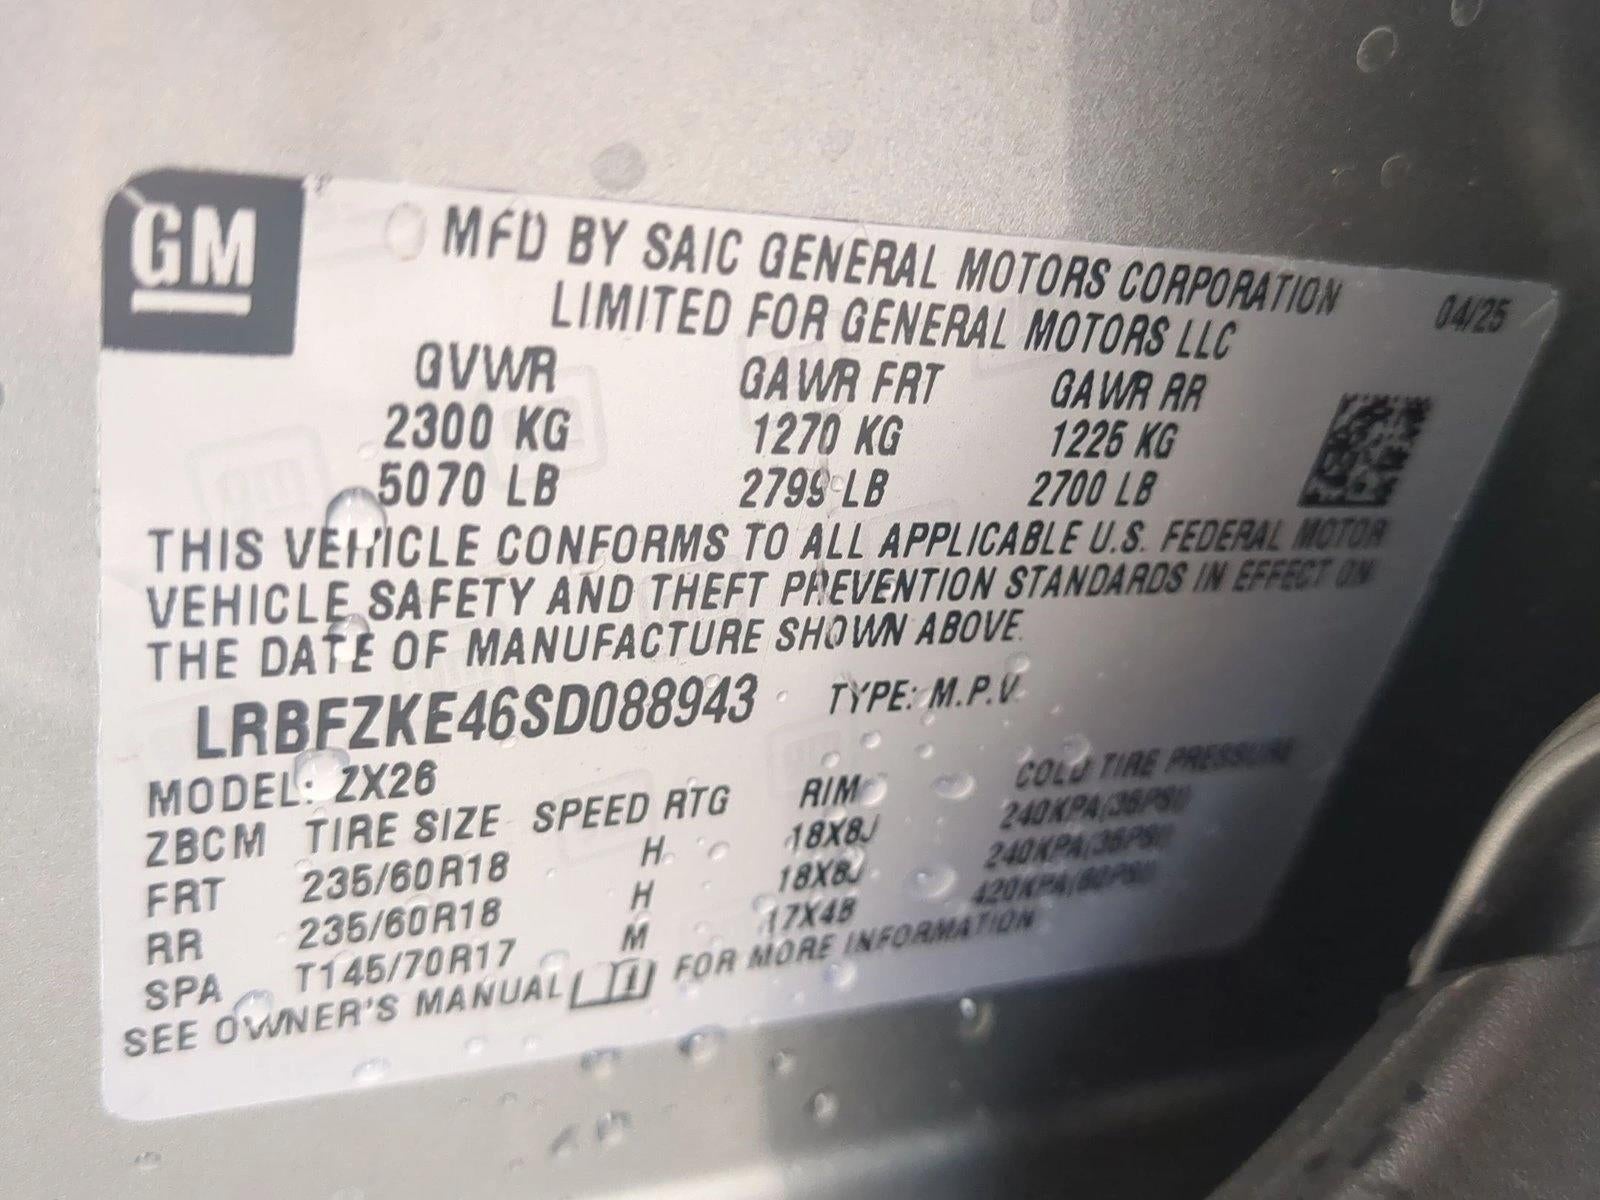 GM
MFD BY SAIC GENERAL MOTORS CORPORATION
LIMITED FOR GENERAL MOTORS LLC
04/25
GVWR GAWR FRT GAWR RR
2300 KG 1270 KG 1225 KG
5070 LB 2799 LB 2700 LB
THIS VEHICLE CONFORMS TO ALL APPLICABLE U.S. FEDERAL MOTOR
VEHICLE SAFETY AND THEFT PREVENTION STANDARDS IN EFFECT ON
THE DATE OF MANUFACTURE SHOWN ABOVE.
LRBFZKE46SD088943 TYPE: M.P.V.
MODEL: ZX26
ZBCM TIRE SIZE SPEED RTG RIM COLD TIRE PRESSURE
FRT 235/60R18 H 18X8J 240KPA(35PSI)
RR 235/60R18 H 18X8J 240KPA(35PSI)
SPA T145/70R17 M 17X4B 420KPA(60PSI)
SEE OWNER'S MANUAL FOR MORE INFORMATION